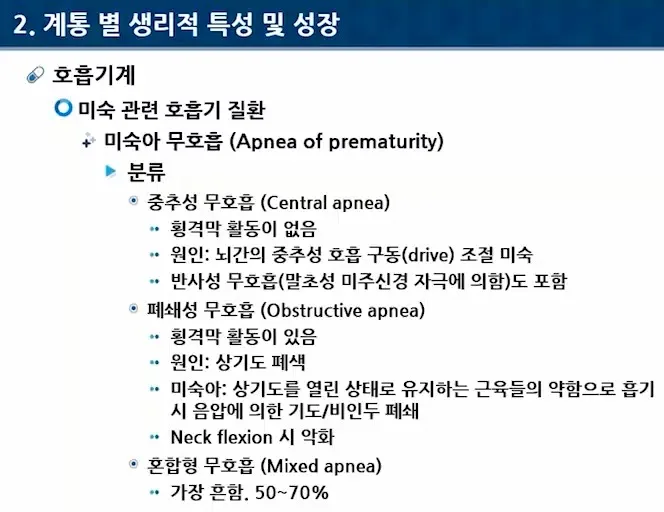 2. 계통 별 생리적 특성 및 성장
호흡기계
미숙 관련 호흡기 질환
미숙아 무호흡 (Apnea of prematurity)
분류
중추성 무호흡 (Central apnea)
횡격막 활동이 없음
원인: 뇌간의 중추성 호흡 구동(drive) 조절 미숙
반사성 무호흡(말초성 미주신경 자극에 의함)도 포함
폐쇄성 무호흡 (Obstructive apnea)
횡격막 활동이 있음
원인: 상기도 폐색
미숙아: 상기도를 열린 상태로 유지하는 근육들의 약함으로 흡기
시 음압에 의한 기도/비인두 폐쇄
Neck flexion 시 악화
혼합형 무호흡 (Mixed apnea)
가장 흔함. 50~70%